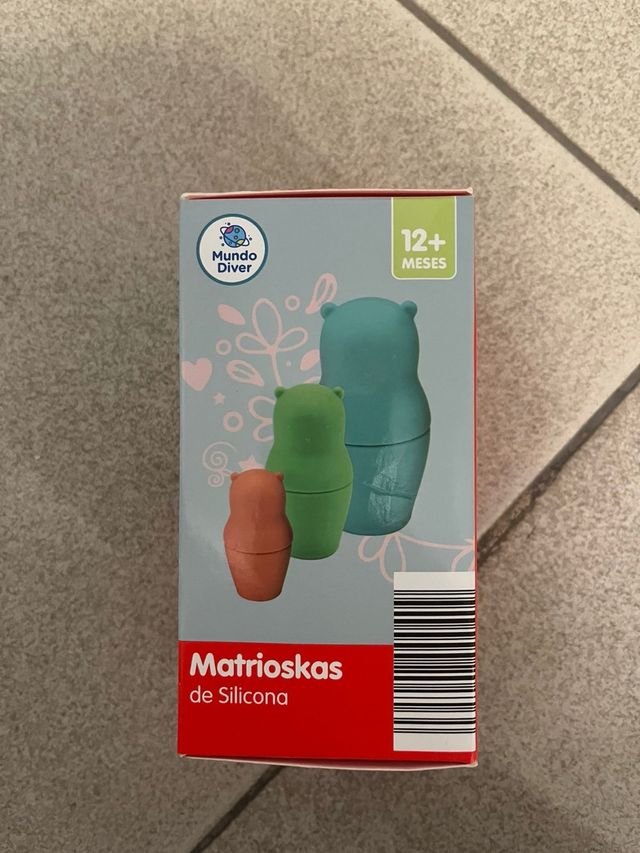 Mundo
Diver
12+
MESES
Matrioskas
de Silicona